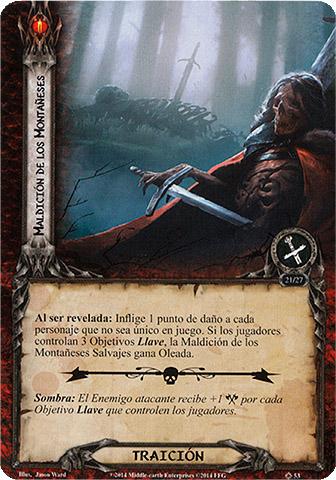 MALDICIÓN DE LOS MONTAÑESES
21/27
Al ser revelada: Inflige 1 punto de daño a cada
personaje que no sea único en juego. Si los jugadores
controlan 3 Objetivos Llave, la Maldición de los
Montañeses Salvajes gana Oleada.
Sombra: El Enemigo atacante recibe +1 por cada
Objetivo Llave que controlen los jugadores.
TRAICIÓN
Illus. Jason Ward
©2014 Middle-earth Enterprises ©2014 FFG
53